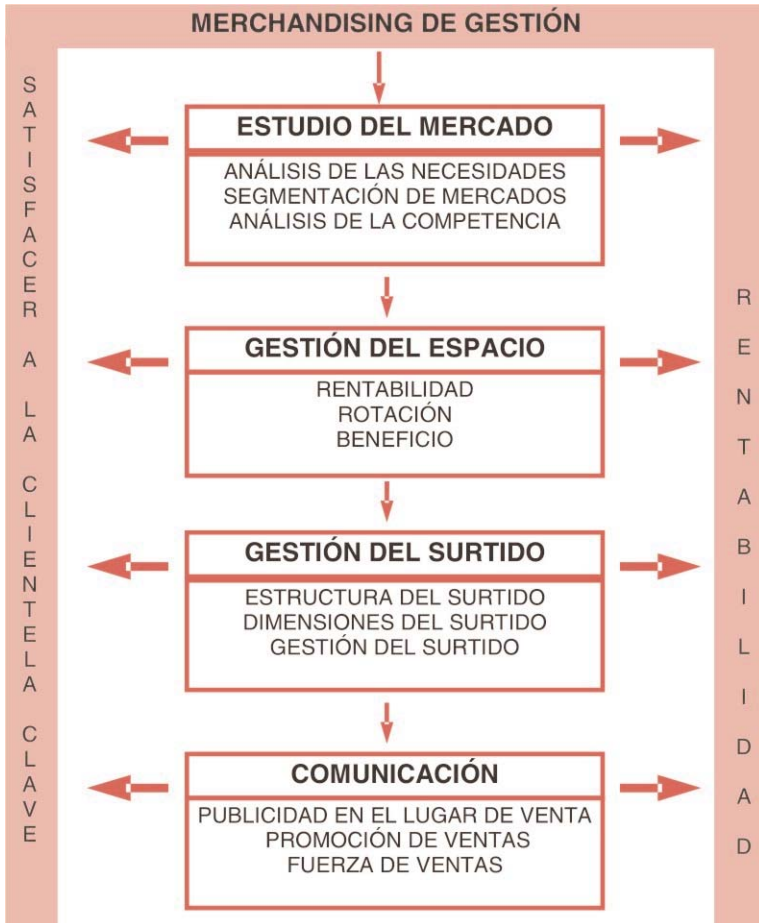 MERCHANDISING DE GESTIÓN
SATISFACER A LA CLIENTELA CLAVE
ESTUDIO DEL MERCADO
ANÁLISIS DE LAS NECESIDADES
SEGMENTACIÓN DE MERCADOS
ANÁLISIS DE LA COMPETENCIA
GESTIÓN DEL ESPACIO
RENTABILIDAD
ROTACIÓN
BENEFICIO
GESTIÓN DEL SURTIDO
ESTRUCTURA DEL SURTIDO
DIMENSIONES DEL SURTIDO
GESTIÓN DEL SURTIDO
COMUNICACIÓN
PUBLICIDAD EN EL LUGAR DE VENTA
PROMOCIÓN DE VENTAS
FUERZA DE VENTAS
RENTABILIDAD